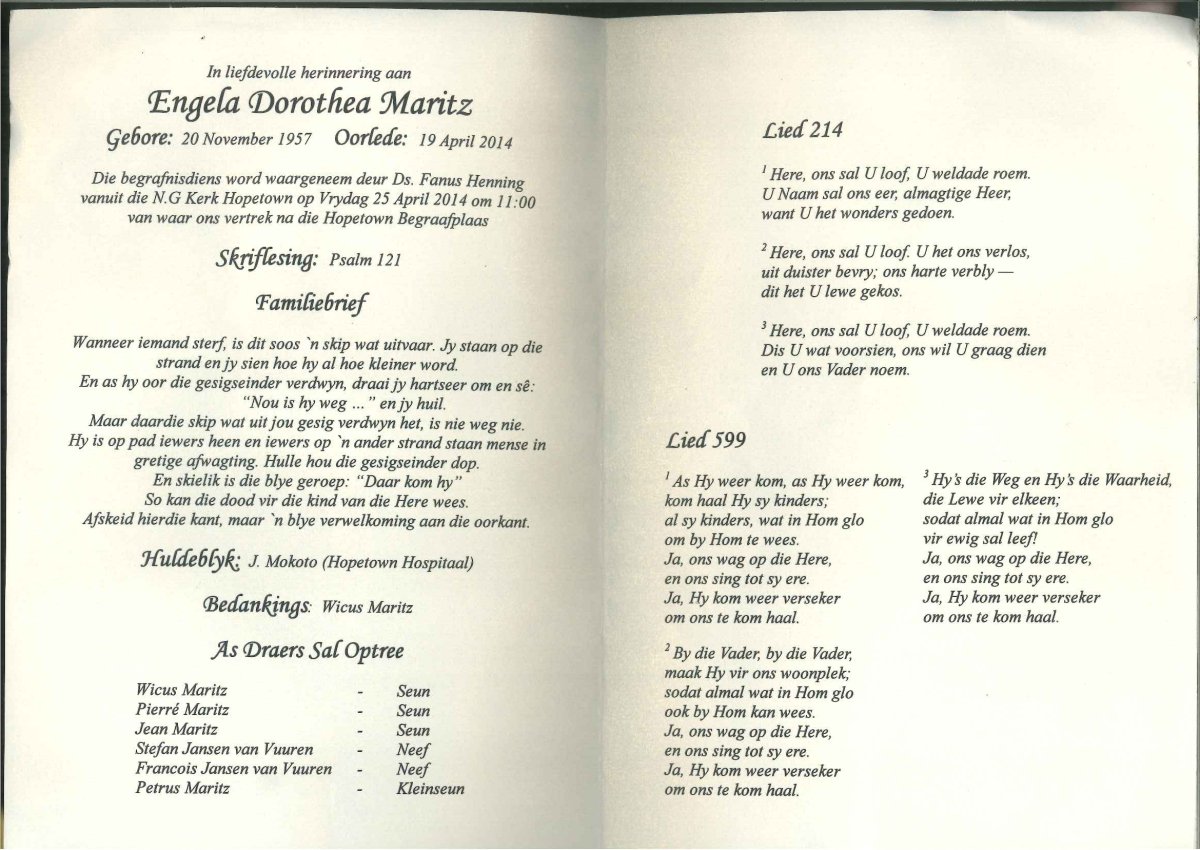 In liefdevolle herinnering aan
Engela Dorothea Maritz
Gebore: 20 November 1957 Oorlede: 19 April 2014
Die begrafnisdiens word waargeneem deur Ds. Fanus Henning
vanuit die N.G Kerk Hopetown op Vrydag 25 April 2014 om 11:00
van waar ons vertrek na die Hopetown Begraafplaas
Skriflesing: Psalm 121
Familiebrief
Wanneer iemand sterf, is dit soos `n skip wat uitvaar. Jy staan op die
strand en jy sien hoe hy al hoe kleiner word.
En as hy oor die gesigseinder verdwyn, draai jy hartseer om en sê:
“Nou is hy weg ...” en jy huil.
Maar daardie skip wat uit jou gesig verdwyn het, is nie weg nie.
Hy is op pad iewers heen en iewers op `n ander strand staan mense in
gretige afwagting. Hulle hou die gesigseinder dop.
En skielik is die blye geroep: “Daar kom hy”
So kan die dood vir die kind van die Here wees.
Afskeid hierdie kant, maar `n blye verwelkoming aan die oorkant.
Huldeblyk: J. Mokoto (Hopetown Hospitaal)
Bedankings: Wicus Maritz
As Draers Sal Optree
Wicus Maritz - Seun
Pierré Maritz - Seun
Jean Maritz - Seun
Stefan Jansen van Vuuren - Neef
Francois Jansen van Vuuren - Neef
Petrus Maritz - Kleinseun
Lied 214
1 Here, ons sal U loof, U weldade roem.
U Naam sal ons eer, almagtige Heer,
want U het wonders gedoen.
2 Here, ons sal U loof. U het ons verlos,
uit duister bevry; ons harte verbly —
dit het U lewe gekos.
3 Here, ons sal U loof, U weldade roem.
Dis U wat voorsien, ons wil U graag dien
en U ons Vader noem.
Lied 599
1 As Hy weer kom, as Hy weer kom,
kom haal Hy sy kinders;
al sy kinders, wat in Hom glo
om by Hom te wees.
Ja, ons wag op die Here,
en ons sing tot sy ere.
Ja, Hy kom weer verseker
om ons te kom haal.
2 By die Vader, by die Vader,
maak Hy vir ons woonplek;
sodat almal wat in Hom glo
ook by Hom kan wees.
Ja, ons wag op die Here,
en ons sing tot sy ere.
Ja, Hy kom weer verseker
om ons te kom haal.
3 Hy’s die Weg en Hy’s die Waarheid,
die Lewe vir elkeen;
sodat almal wat in Hom glo
vir ewig sal leef!
Ja, ons wag op die Here,
en ons sing tot sy ere.
Ja, Hy kom weer verseker
om ons te kom haal.